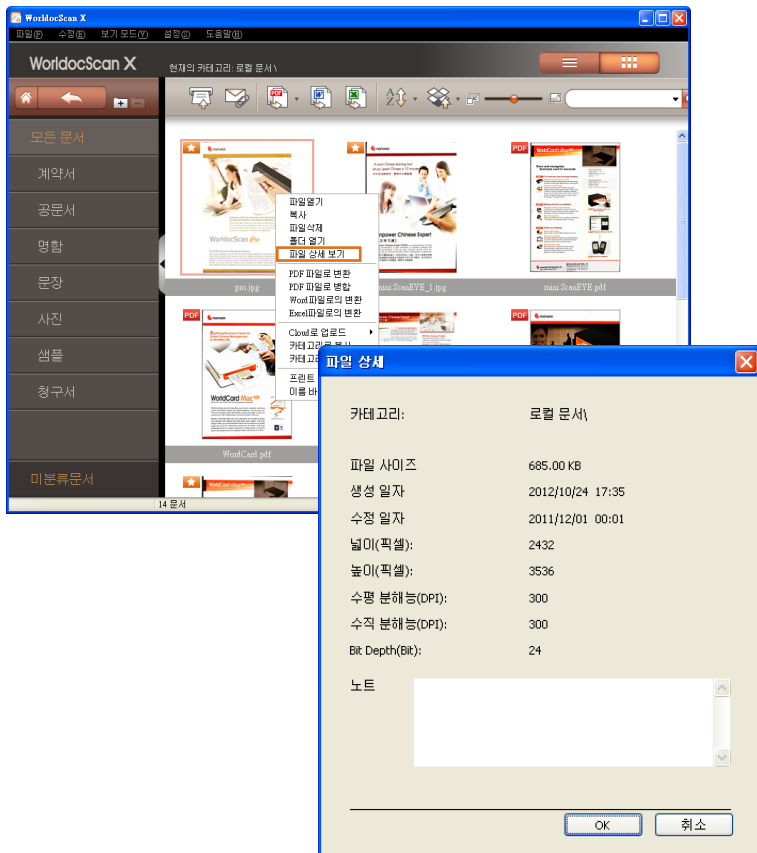 WorldocScan X
파일(F) 수정(E) 보기 모드(V) 설정(S) 도움말(H)
WorldocScan X
현재의 카테고리: 로컬 문서\
모든 문서
계약서
공문서
명함
문장
사진
샘플
청구서
미분류문서
PDF
WorldocScan Pro
pro.jpg
mini ScanEYE_1.jpg
mini ScanEYE.pdf
파일열기
복사
파일삭제
폴더 열기
파일 상세 보기
PDF 파일로 변환
PDF 파일로 병합
Word파일로의 변환
Excel파일로의 변환
Cloud로 업로드
프린트
PDF
PDF
WorldCard Mac
WordCard.pdf
14 문서
파일 상세
카테고리: 로컬 문서\
파일 사이즈 685.00 KB
생성 일자 2012/10/24 17:35
수정 일자 2011/12/01 00:01
넓이(픽셀): 2432
높이(픽셀): 3536
수평 분해능(DPI): 300
수직 분해능(DPI): 300
Bit Depth(Bit): 24
노트
OK 취소